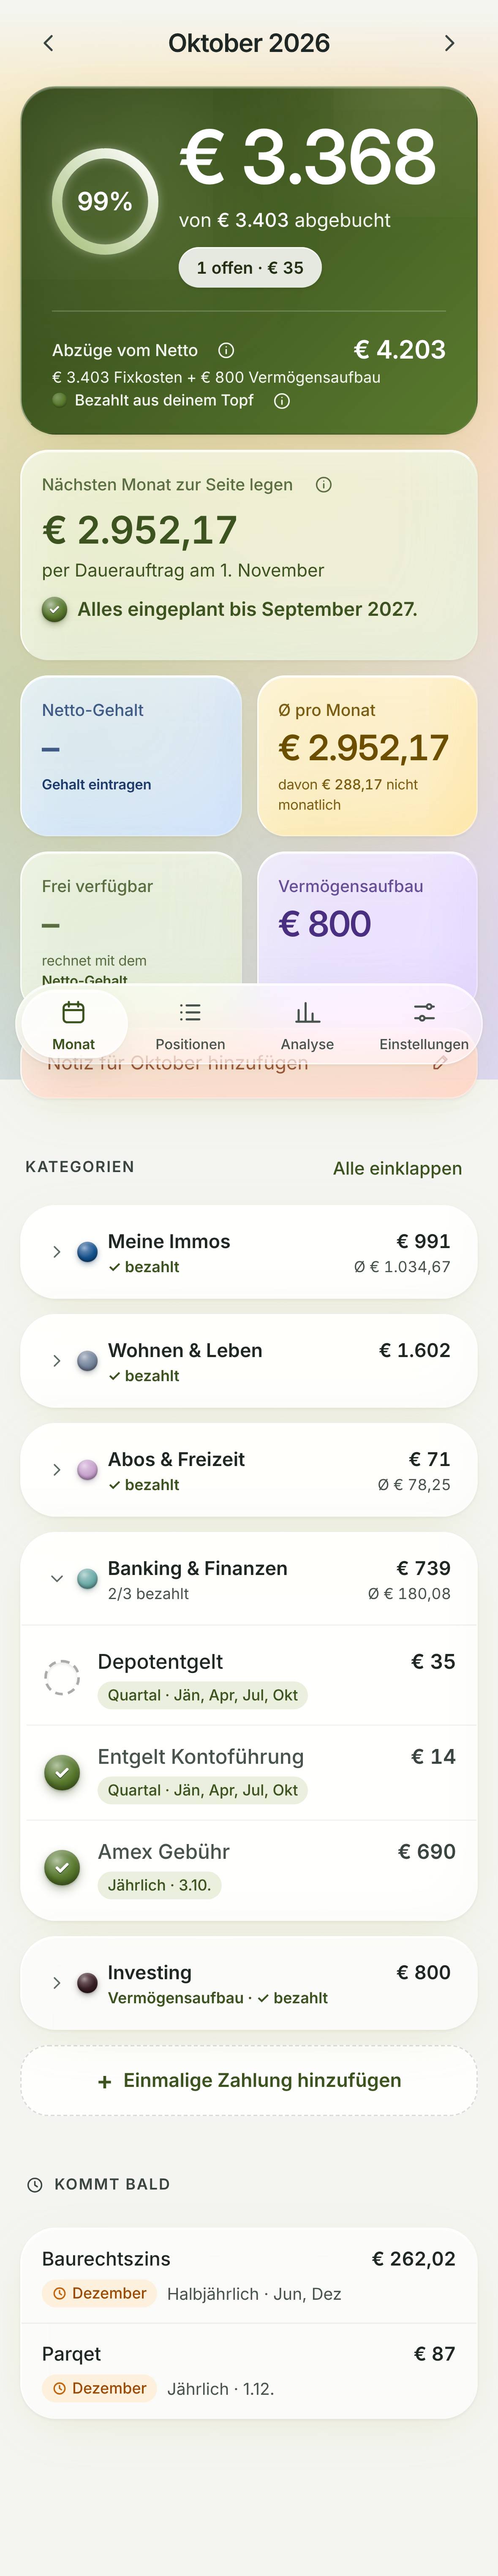 Oktober 2026
99%
€ 3.368
von € 3.403 abgebucht
1 offen · € 35
Abzüge vom Netto
€ 4.203
€ 3.403 Fixkosten + € 800 Vermögensaufbau
Bezahlt aus deinem Topf
Nächsten Monat zur Seite legen
€ 2.952,17
per Dauerauftrag am 1. November
Alles eingeplant bis September 2027.
Netto-Gehalt
–
Gehalt eintragen
Ø pro Monat
€ 2.952,17
davon € 288,17 nicht
monatlich
Frei verfügbar
–
rechnet mit dem
Netto-Gehalt
Vermögensaufbau
€ 800
Monat
Positionen
Analyse
Einstellungen
Notiz für Oktober hinzufügen
KATEGORIEN
Alle einklappen
Meine Immos
€ 991
✓ bezahlt
Ø € 1.034,67
Wohnen & Leben
€ 1.602
✓ bezahlt
Abos & Freizeit
€ 71
✓ bezahlt
Ø € 78,25
Banking & Finanzen
€ 739
2/3 bezahlt
Ø € 180,08
Depotentgelt
€ 35
Quartal · Jän, Apr, Jul, Okt
Entgelt Kontoführung
€ 14
Quartal · Jän, Apr, Jul, Okt
Amex Gebühr
€ 690
Jährlich · 3.10.
Investing
€ 800
Vermögensaufbau · ✓ bezahlt
+ Einmalige Zahlung hinzufügen
KOMMT BALD
Baurechtszins
€ 262,02
Dezember
Halbjährlich · Jun, Dez
Parqet
€ 87
Dezember
Jährlich · 1.12.